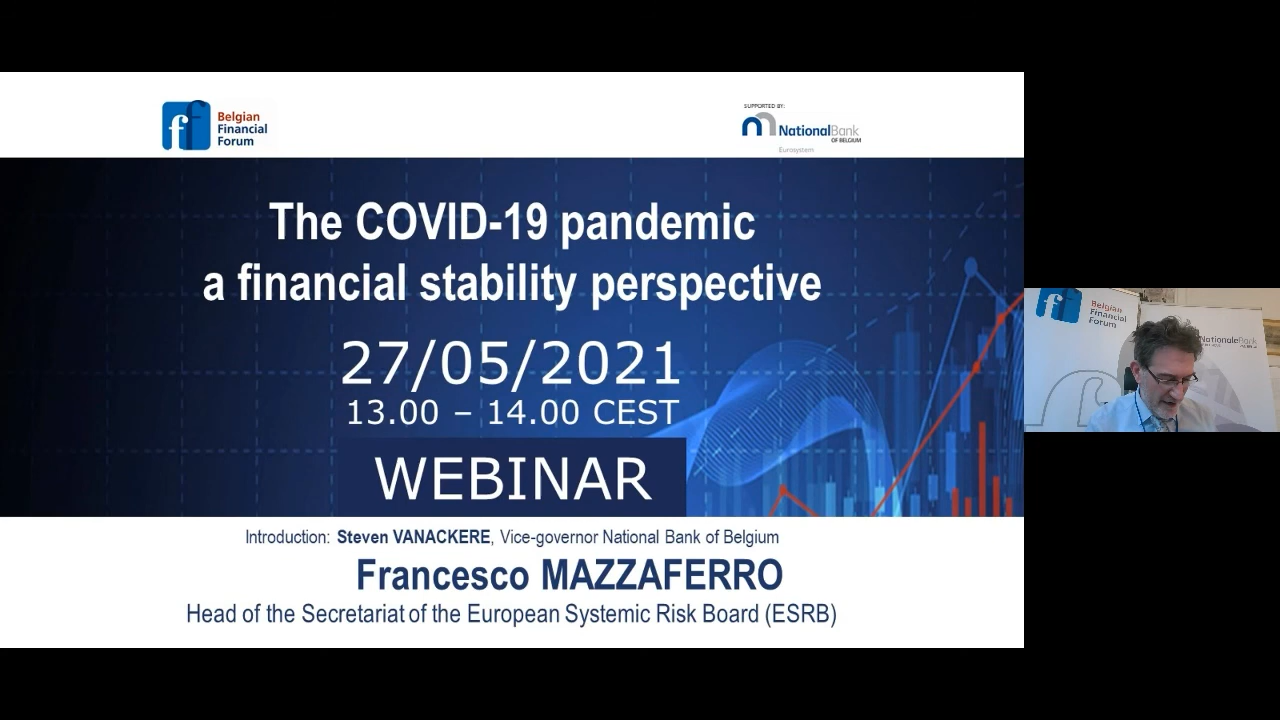 Belgian
Financial
Forum
SUPPORTED BY:
NationalBank
OF BELGIUM
Eurosystem
The COVID-19 pandemic
a financial stability perspective
27/05/2021
13.00 – 14.00 CEST
WEBINAR
Introduction: Steven VANACKERE, Vice-governor National Bank of Belgium
Francesco MAZZAFERRO
Head of the Secretariat of the European Systemic Risk Board (ESRB)
Belgian
Financial
Forum
NationaleBank